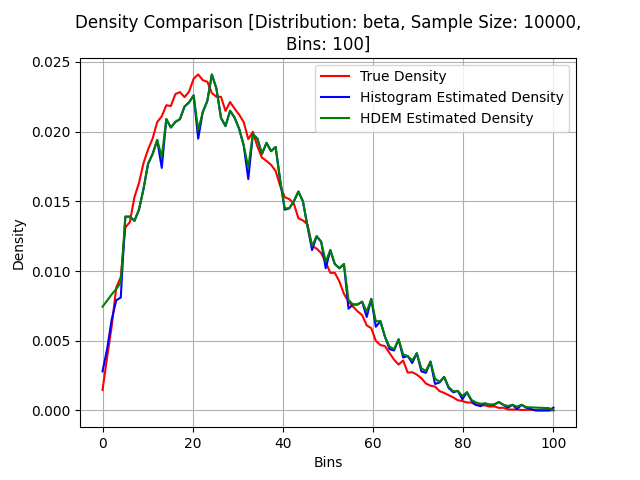 Density Comparison [Distribution: beta, Sample Size: 10000,
Bins: 100]
True Density
Histogram Estimated Density
HDEM Estimated Density
Density
0.025
0.020
0.015
0.010
0.005
0.000
0 20 40 60 80 100
Bins